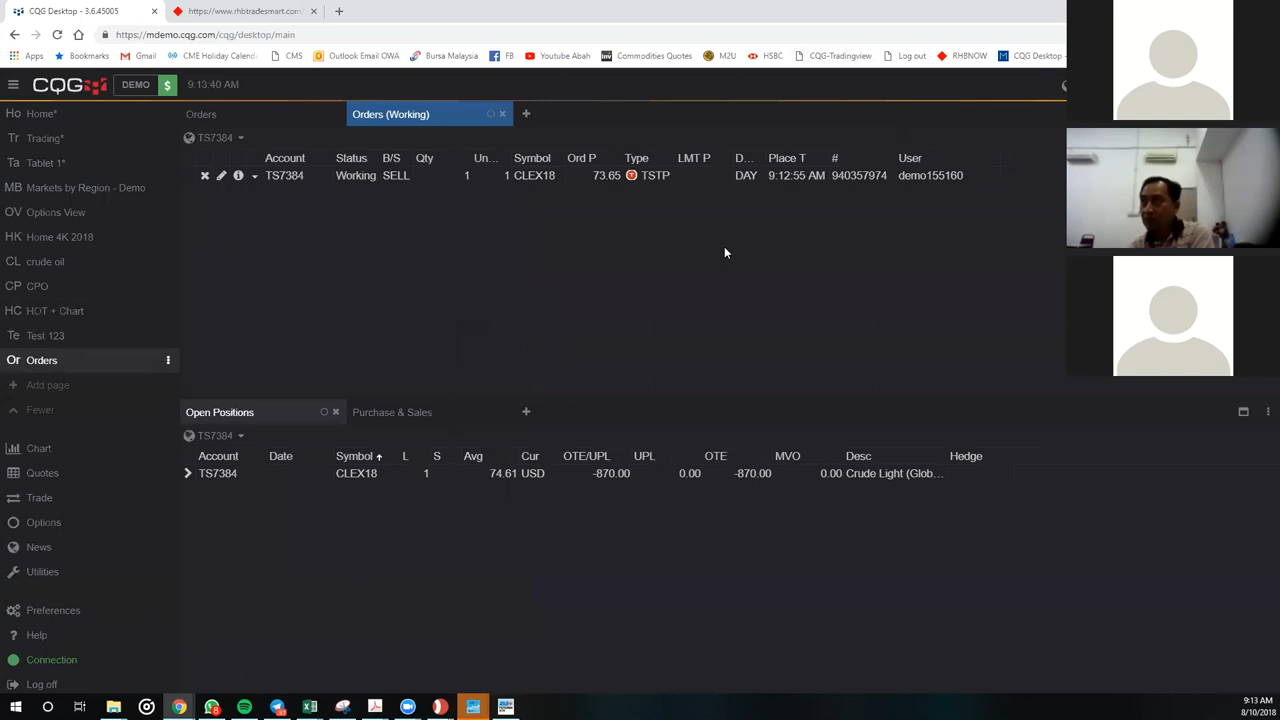 CQG Desktop - 3.6.45005
https://www.rhbtradesmart.com/
https://mdemo.cqg.com/cqg/desktop/main
Apps
Bookmarks
Gmail
CME Holiday Calenda
CMS
Outlook Email OWA
Bursa Malaysia
FB
Youtube Abah
Commodities Quotes
M2U
HSBC
CQG-Tradingview
Log out
RHBNOW
CQG Desktop -
CQG
DEMO
$
9:13:40 AM
Ho Home*
Tr Trading*
Ta Tablet 1*
MB Markets by Region - Demo
OV Options View
HK Home 4K 2018
CL crude oil
CP CPO
HC HOT + Chart
Te Test 123
Or Orders
Add page
Fewer
Chart
Quotes
Trade
Options
News
Utilities
Preferences
Help
Connection
Log off
Orders
Orders (Working)
TS7384
Account Status B/S Qty Un... Symbol Ord P Type LMT P D... Place T # User
TS7384 Working SELL 1 1 CLEX18 73.65 TSTP DAY 9:12:55 AM 940357974 demo155160
Open Positions
Purchase & Sales
TS7384
Account Date Symbol L S Avg Cur OTE/UPL UPL OTE MVO Desc Hedge
TS7384 CLEX18 1 74.61 USD -870.00 0.00 -870.00 0.00 Crude Light (Glob...
9:13 AM
8/10/2018